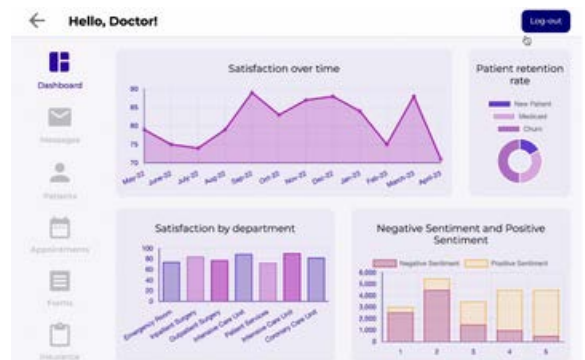 Hello, Doctor!
Log-out
Dashboard
Messages
Patients
Appointments
Forms
Insurance
Satisfaction over time
90
85
80
75
70
May-22 June-22 July-22 Aug-22 Sep-22 Oct-22 Nov-22 Dec-22 Jan-23 Feb-23 March-23 April-23
Patient retention
rate
New Patient
Medicaid
Churn
Satisfaction by department
100
80
60
40
20
0
Emergency Room Inpatient Surgery Outpatient Surgery Intensive Care Unit Patient Services Intensive Care Unit Coronary Care Unit
Negative Sentiment and Positive
Sentiment
Negative Sentiment Positive Sentiment
6,000
5,000
4,000
3,000
2,000
1,000
0
1 2 3 4 5